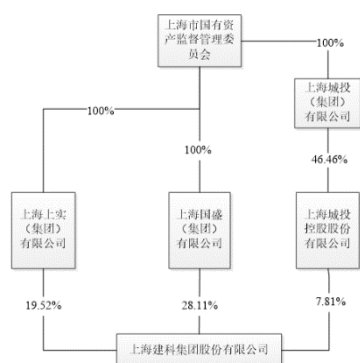 上海市国有资
产监督管理委
员会
100%
上海城投
（集团）
有限公司
100%
100%
46.46%
上海上实
（集团）
有限公司
上海国盛
（集团）
有限公司
上海城投
控股股份
有限公司
19.52%
28.11%
7.81%
上海建科集团股份有限公司